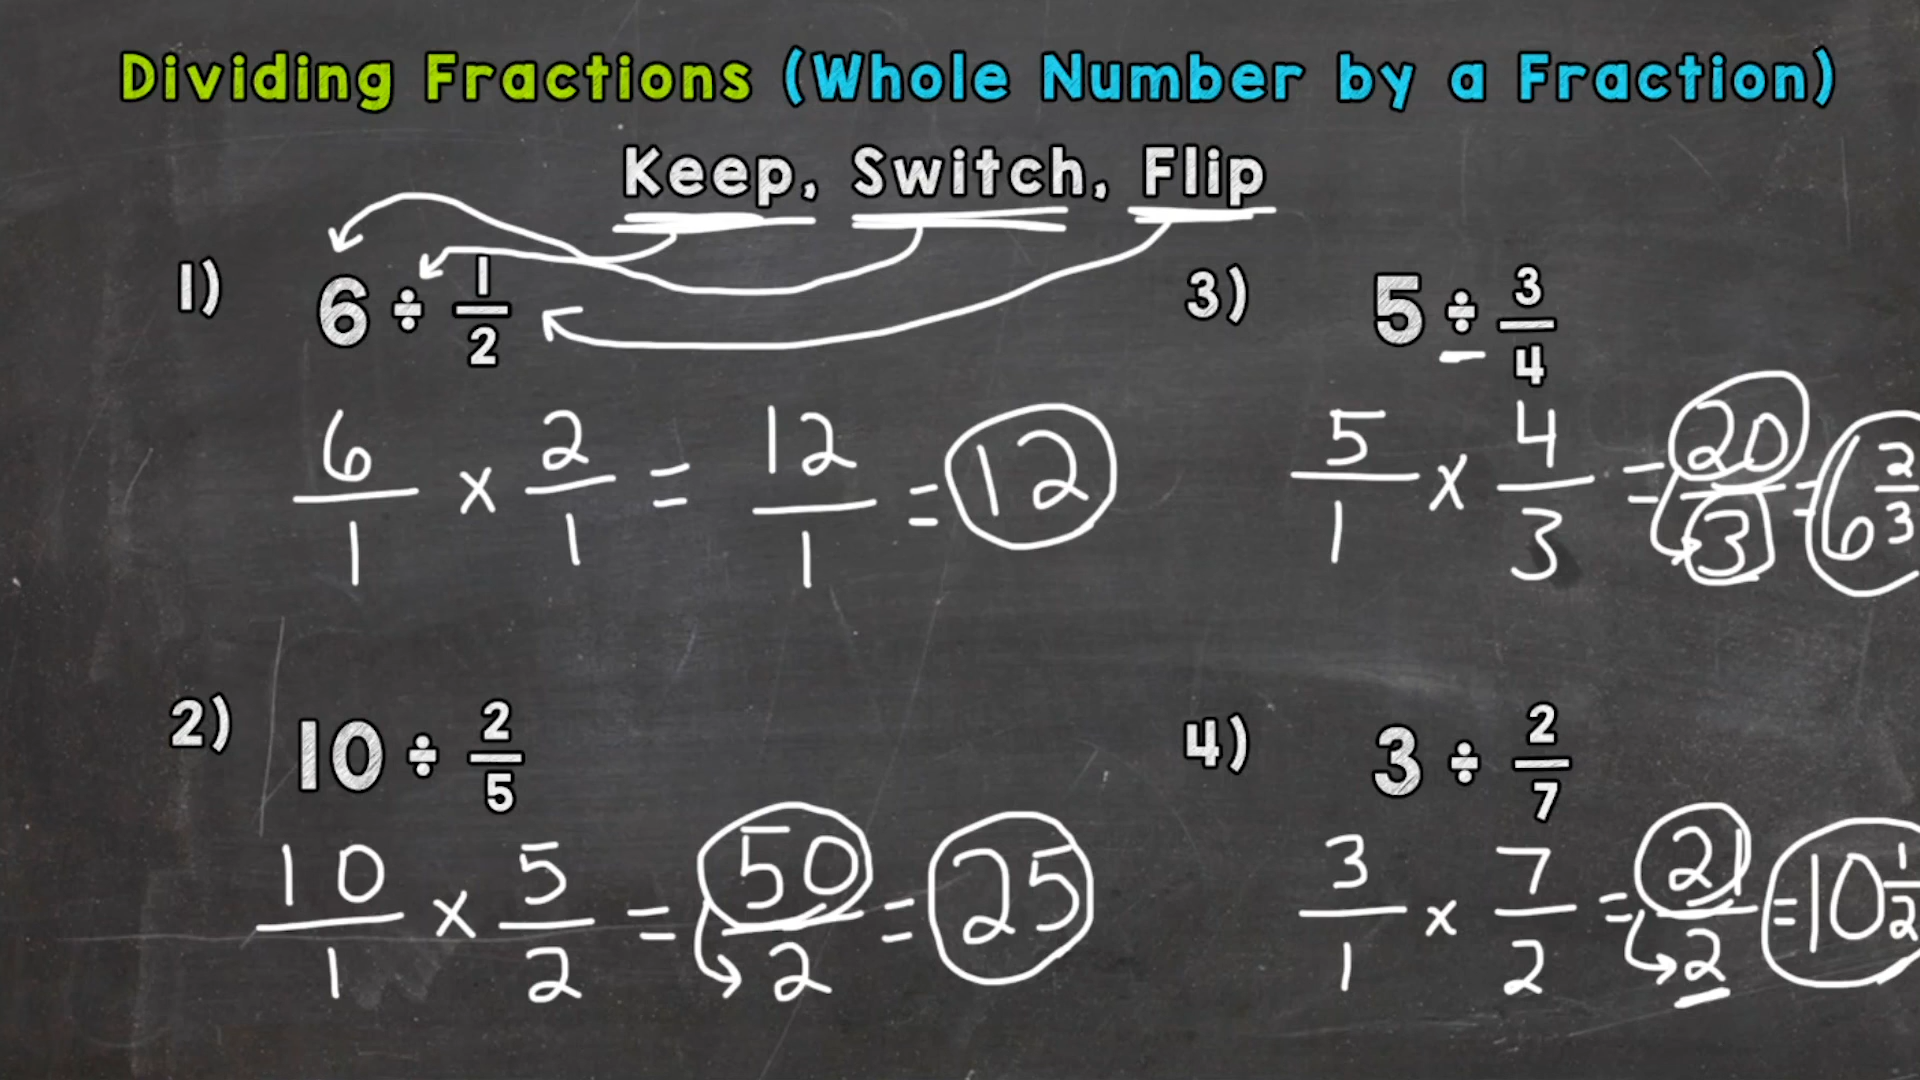 Dividing Fractions (Whole Number by a Fraction)
Keep, Switch, Flip
1) 6 ÷ 1/2
6/1 x 2/1 = 12/1 = 12
2) 10 ÷ 2/5
10/1 x 5/2 = 50/2 = 25
3) 5 ÷ 3/4
5/1 x 4/3 = 20/3 = 6 2/3
4) 3 ÷ 2/7
3/1 x 7/2 = 21/2 = 10 1/2